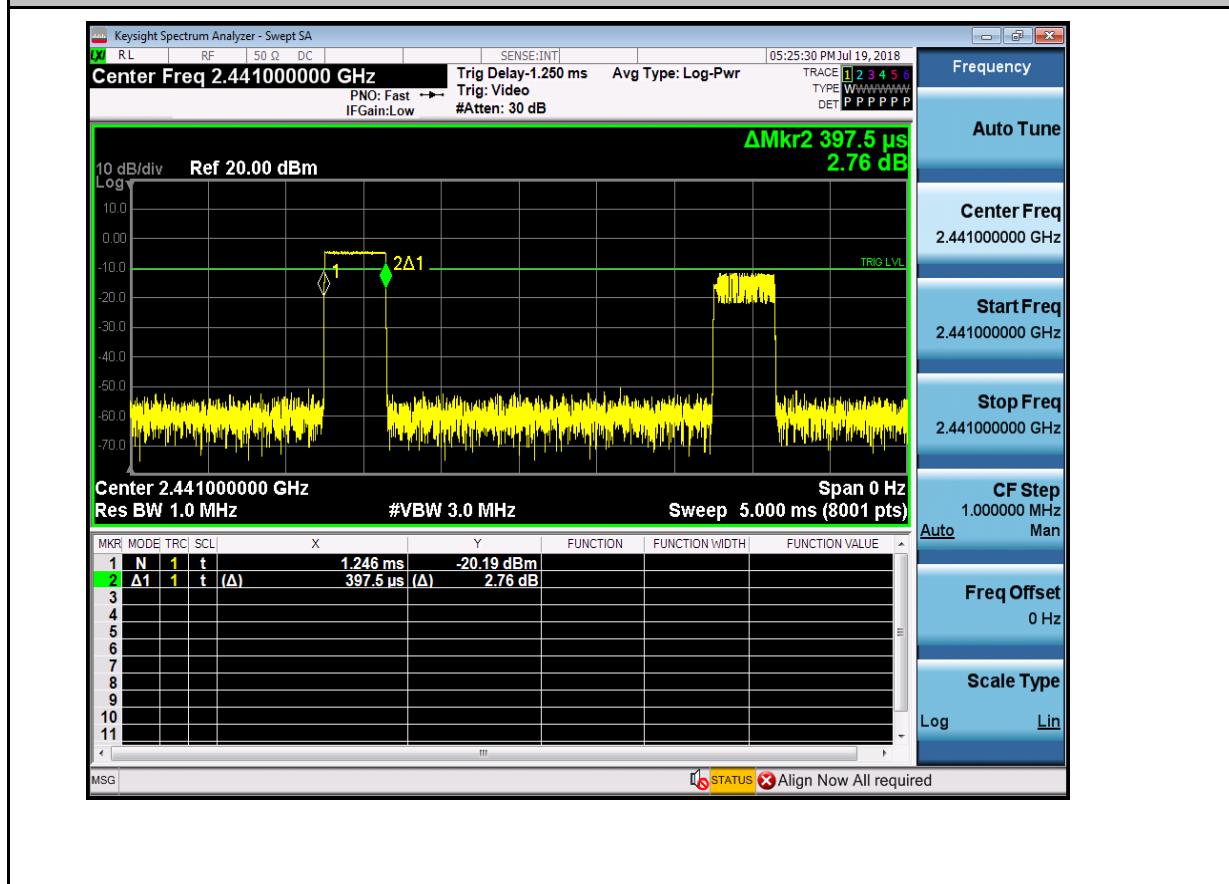 Keysight Spectrum Analyzer - Swept SA
LXI RL RF 50 Ω DC SENSE:INT 05:25:30 PM Jul 19, 2018
Center Freq 2.441000000 GHz
PNO: Fast
IFGain:Low
Trig Delay-1.250 ms
Trig: Video
#Atten: 30 dB
Avg Type: Log-Pwr
TRACE 1 2 3 4 5 6
TYPE WWWWWW
DET P P P P P P
ΔMkr2 397.5 µs
2.76 dB
10 dB/div Ref 20.00 dBm
Log
10.0
0.00
-10.0
-20.0
-30.0
-40.0
-50.0
-60.0
-70.0
1
2Δ1
TRIG LVL
Center 2.441000000 GHz Span 0 Hz
Res BW 1.0 MHz #VBW 3.0 MHz Sweep 5.000 ms (8001 pts)
MKR MODE TRC SCL X Y FUNCTION FUNCTION WIDTH FUNCTION VALUE
1 N 1 t 1.246 ms -20.19 dBm
2 Δ1 1 t (Δ) 397.5 µs (Δ) 2.76 dB
3
4
5
6
7
8
9
10
11
MSG STATUS Align Now All required
Frequency
Auto Tune
Center Freq
2.441000000 GHz
Start Freq
2.441000000 GHz
Stop Freq
2.441000000 GHz
CF Step
1.000000 MHz
Auto Man
Freq Offset
0 Hz
Scale Type
Log Lin